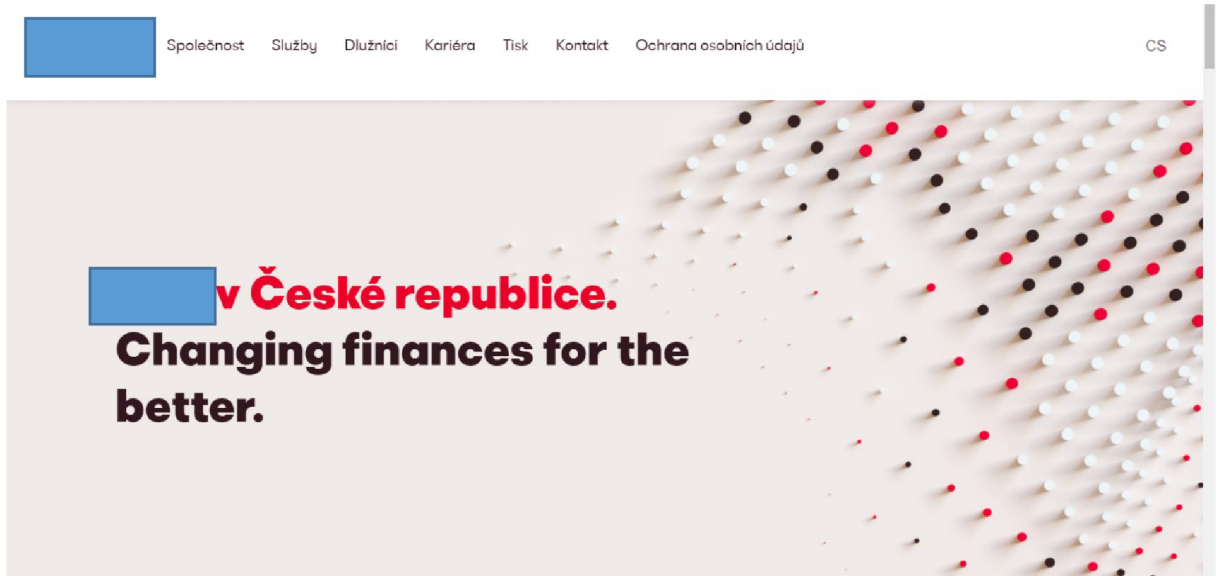 Společnost Služby Dlužníci Kariéra Tisk Kontakt Ochrana osobních údajů CS
v České republice.
Changing finances for the
better.